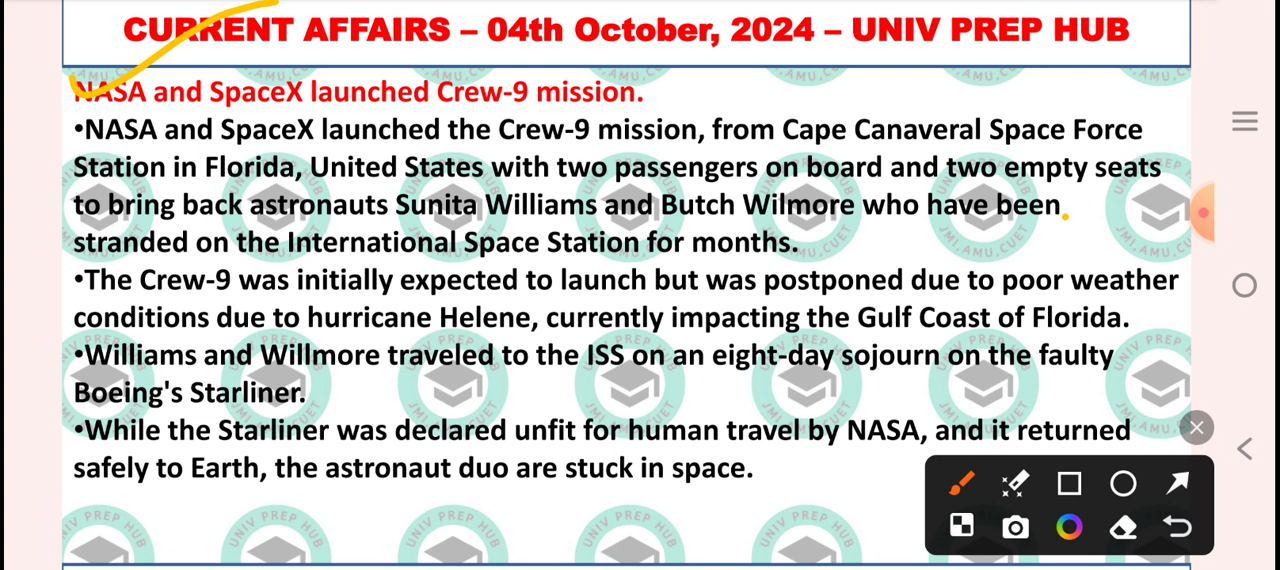 CURRENT AFFAIRS – 04th October, 2024 – UNIV PREP HUB
NASA and SpaceX launched Crew-9 mission.
•NASA and SpaceX launched the Crew-9 mission, from Cape Canaveral Space Force
Station in Florida, United States with two passengers on board and two empty seats
to bring back astronauts Sunita Williams and Butch Wilmore who have been
stranded on the International Space Station for months.
•The Crew-9 was initially expected to launch but was postponed due to poor weather
conditions due to hurricane Helene, currently impacting the Gulf Coast of Florida.
•Williams and Willmore traveled to the ISS on an eight-day sojourn on the faulty
Boeing's Starliner.
•While the Starliner was declared unfit for human travel by NASA, and it returned
safely to Earth, the astronaut duo are stuck in space.
UNIV PREP HUB
JMI,AMU,CUET